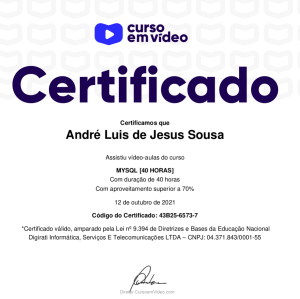 curso
em vídeo
Certificado
Certificamos que
André Luis de Jesus Sousa
Assistiu vídeo-aulas do curso
MYSQL [40 HORAS]
Com duração de 40 horas
Com aproveitamento superior a 70%
12 de outubro de 2021
Código do Certificado: 43B25-6573-7
*Certificado válido, amparado pela Lei nº 9.394 de Diretrizes e Bases da Educação Nacional
Digirati Informática, Serviços E Telecomunicações LTDA – CNPJ: 04.371.843/0001-55
Diretor CursoemVideo.com